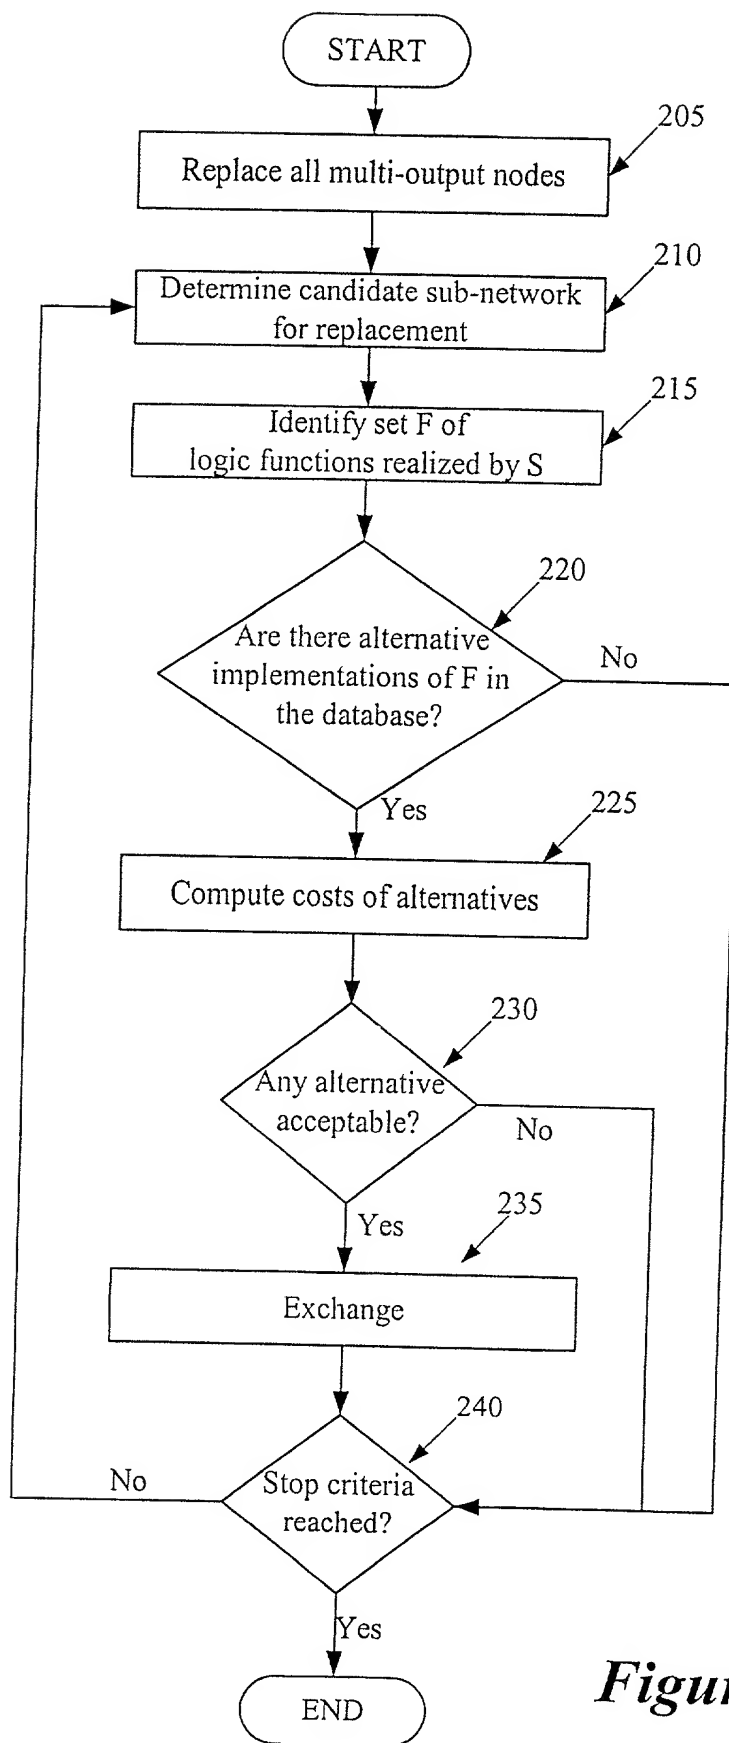 START
205
Replace all multi-output nodes
210
Determine candidate sub-network
for replacement
215
Identify set F of
logic functions realized by S
220
Are there alternative
implementations of F in
the database?
No
Yes
225
Compute costs of alternatives
230
Any alternative
acceptable?
No
Yes
235
Exchange
240
Stop criteria
reached?
No
Yes
END